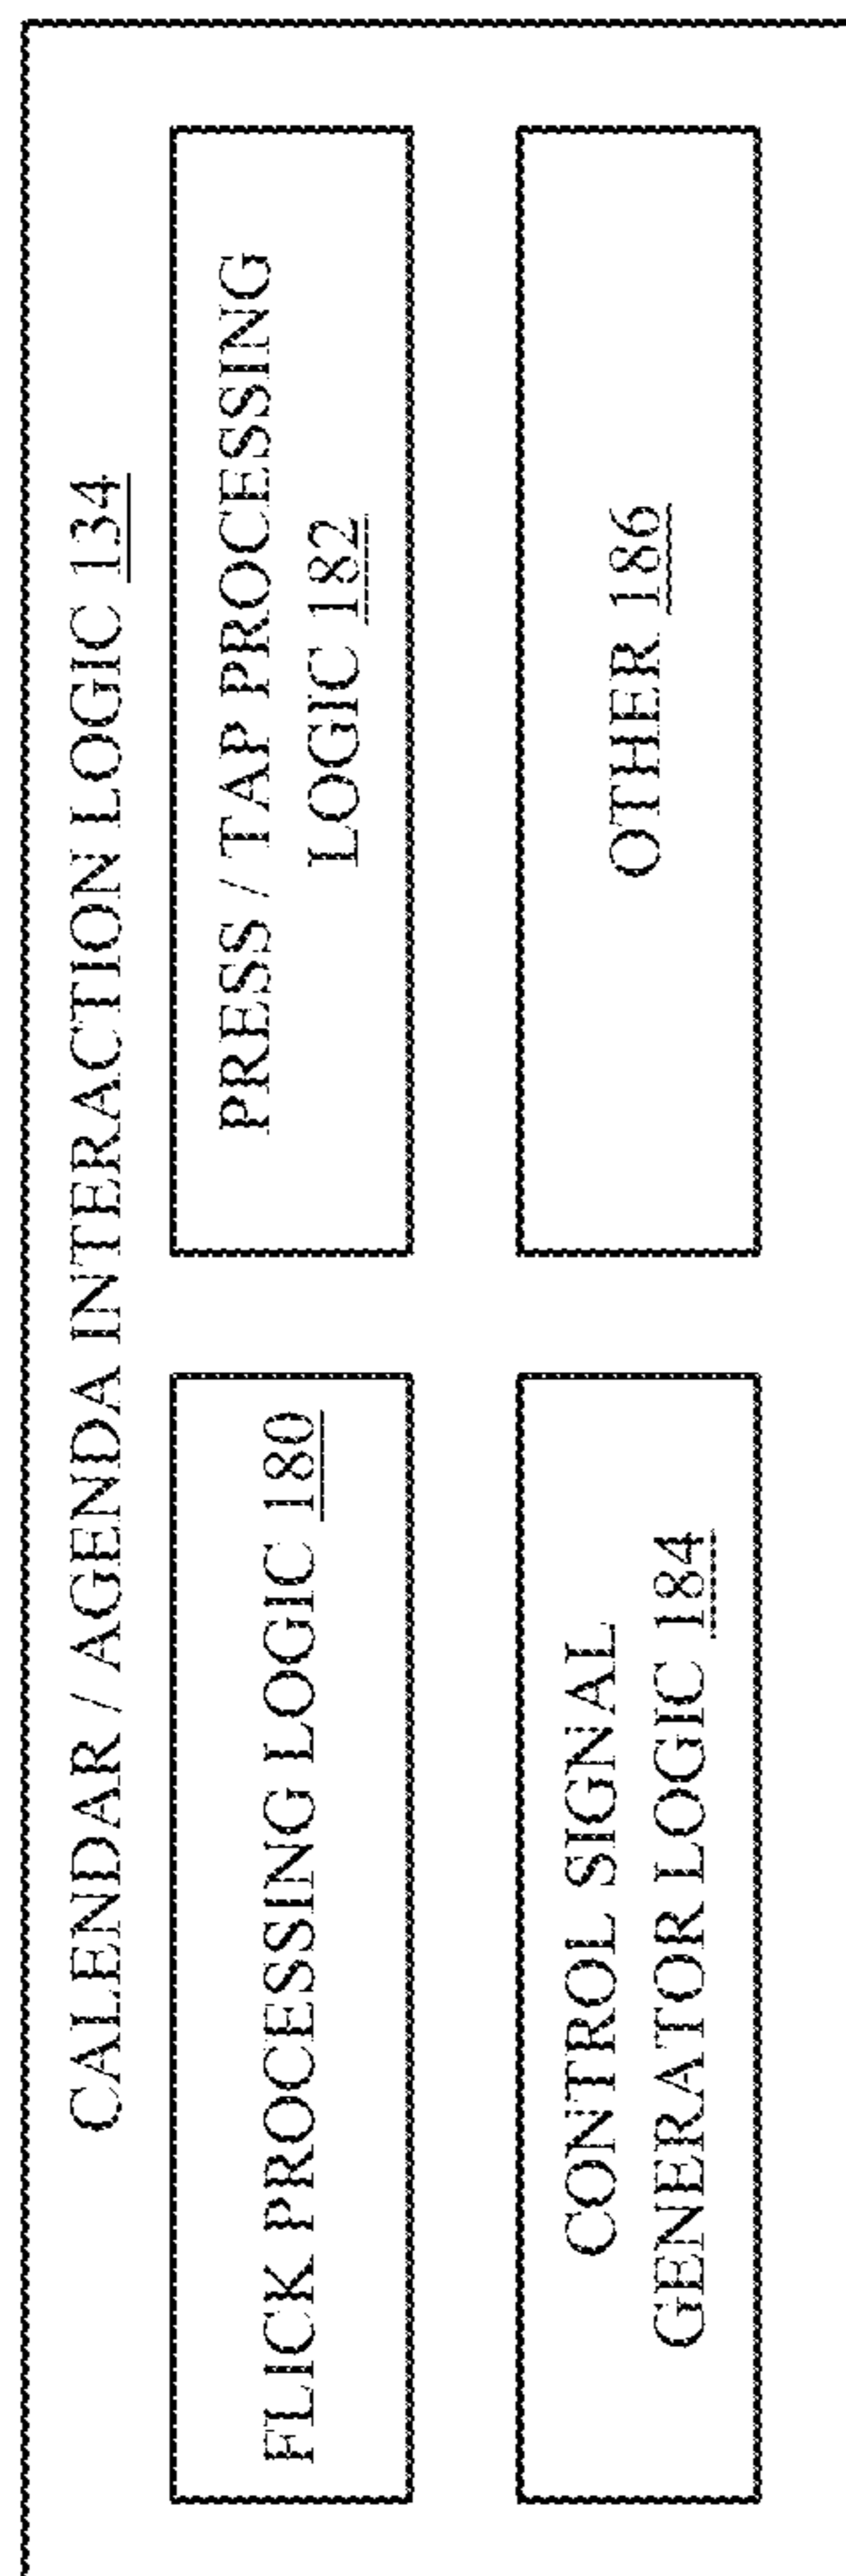 CALENDAR / AGENDA INTERACTION LOGIC 134
FLICK PROCESSING LOGIC 180
PRESS / TAP PROCESSING
LOGIC 182
CONTROL SIGNAL
GENERATOR LOGIC 184
OTHER 186